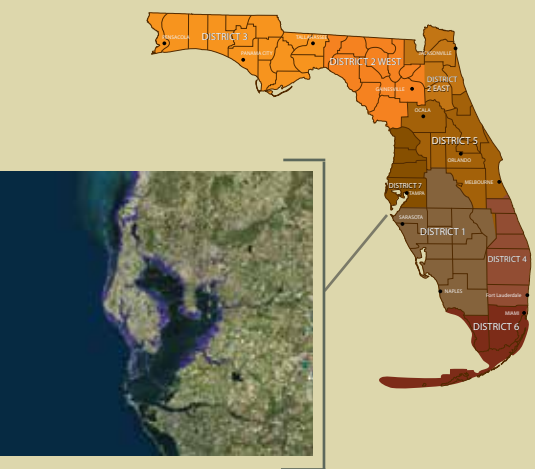 PENSACOLA
DISTRICT 3
TALLAHASSEE
PANAMA CITY
DISTRICT 2 WEST
JACKSONVILLE
DISTRICT
2 EAST
GAINESVILLE
OCALA
DISTRICT 5
ORLANDO
MELBOURNE
DISTRICT 7
TAMPA
SARASOTA
DISTRICT 1
DISTRICT 4
NAPLES
Fort Lauderdale
MIAMI
DISTRICT 6